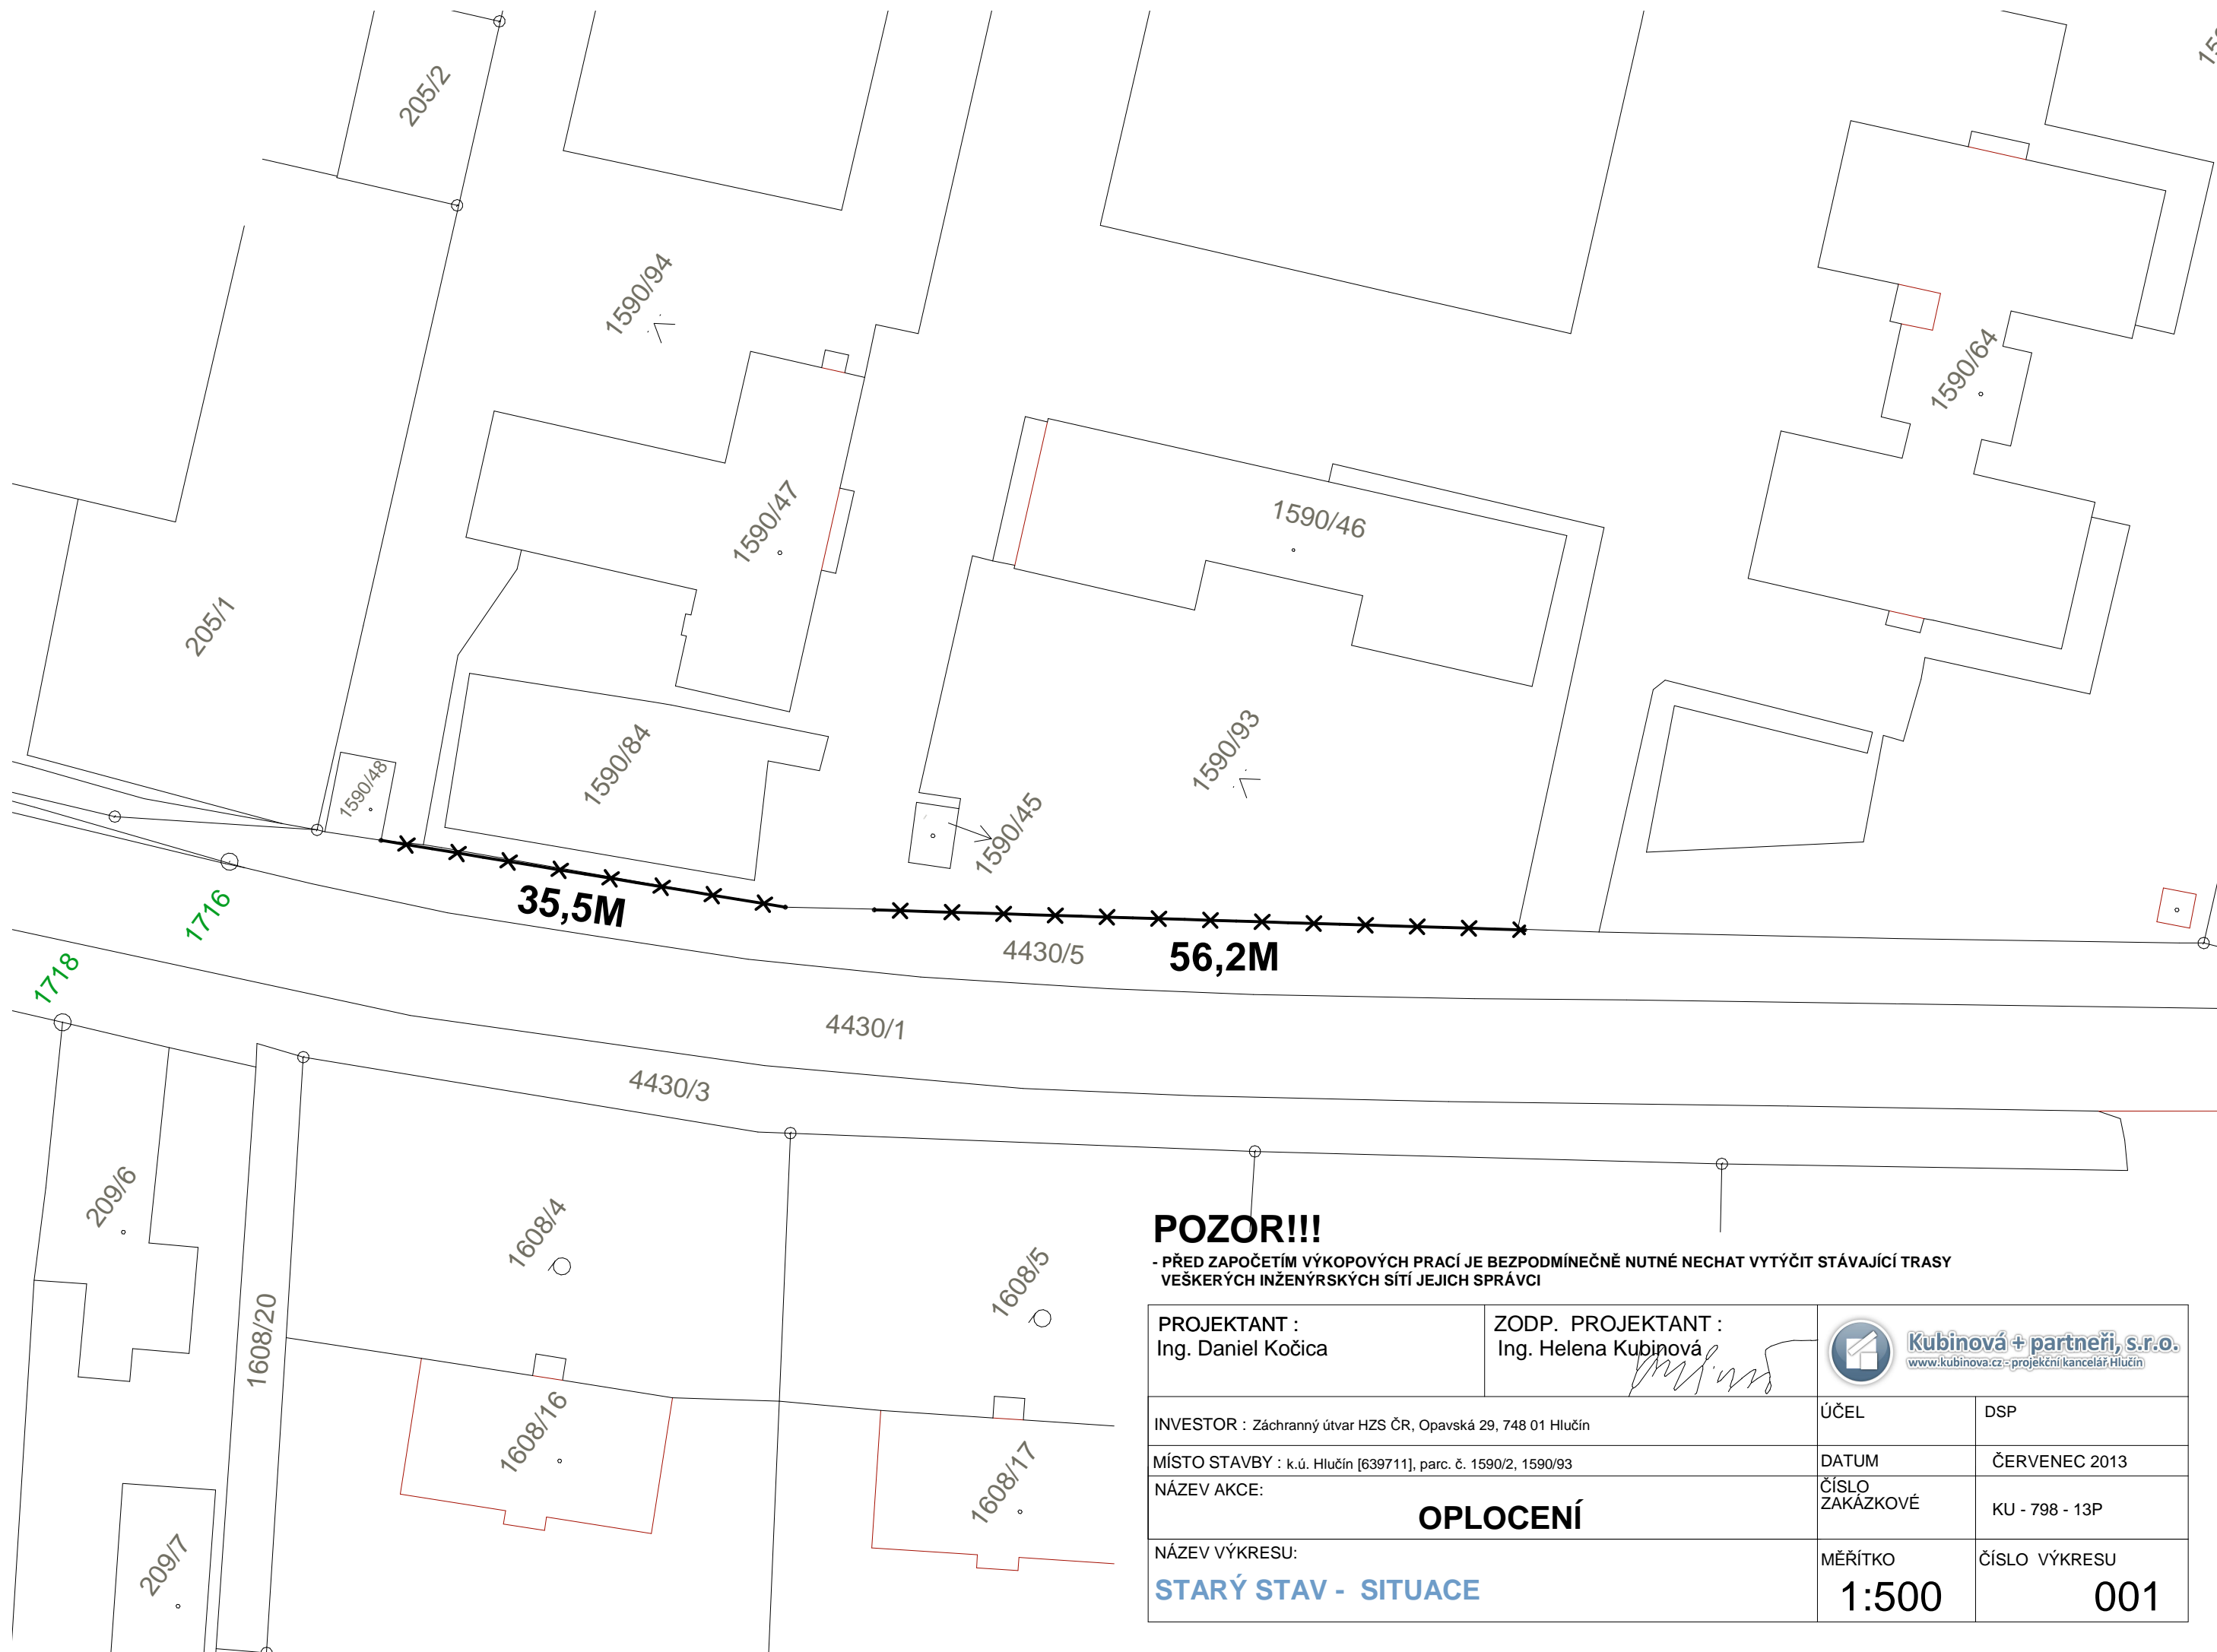 205/2
1590/94
1590/64
1590/47
1590/46
205/1
1590/84
1590/93
1590/48
1590/45
35,5M
1716
4430/5
56,2M
1718
4430/1
4430/3
209/6
1608/4
1608/5
1608/20
1608/16
1608/17
209/7
POZOR!!!
- PŘED ZAPOČETÍM VÝKOPOVÝCH PRACÍ JE BEZPODMÍNEČNĚ NUTNÉ NECHAT VYTÝČIT STÁVAJÍCÍ TRASY
VEŠKERÝCH INŽENÝRSKÝCH SÍTÍ JEJICH SPRÁVCI
PROJEKTANT :
Ing. Daniel Kočica
ZODP. PROJEKTANT :
Ing. Helena Kubinová
Kubinová + partneři, s.r.o.
www.kubinova.cz - projekční kancelář Hlučín
INVESTOR : Záchranný útvar HZS ČR, Opavská 29, 748 01 Hlučín
ÚČEL
DSP
MÍSTO STAVBY : k.ú. Hlučín [639711], parc. č. 1590/2, 1590/93
DATUM
ČERVENEC 2013
NÁZEV AKCE:
OPLOCENÍ
ČÍSLO
ZAKÁZKOVÉ
KU - 798 - 13P
NÁZEV VÝKRESU:
STARÝ STAV - SITUACE
MĚŘÍTKO
1:500
ČÍSLO VÝKRESU
001